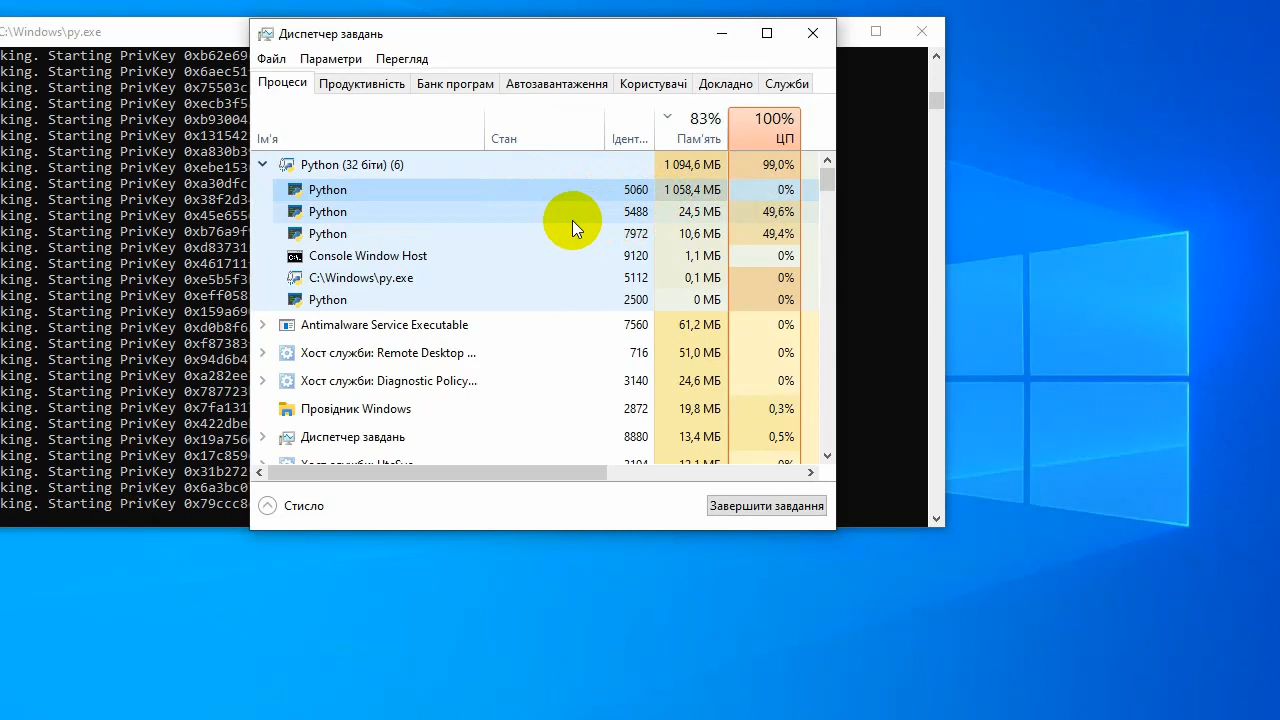 C:\Windows\py.exe
Диспетчер завдань
Файл Параметри Перегляд
Процеси Продуктивність Банк програм Автозавантаження Користувачі Докладно Служби
83% 100%
Ім'я Стан Ідент... Пам'ять ЦП
Python (32 біти) (6) 1 094,6 МБ 99,0%
Python 5060 1 058,4 МБ 0%
Python 5488 24,5 МБ 49,6%
Python 7972 10,6 МБ 49,4%
Console Window Host 9120 1,1 МБ 0%
C:\Windows\py.exe 5112 0,1 МБ 0%
Python 2500 0 МБ 0%
Antimalware Service Executable 7560 61,2 МБ 0%
Хост служби: Remote Desktop ... 716 51,0 МБ 0%
Хост служби: Diagnostic Policy... 3140 24,6 МБ 0%
Провідник Windows 2872 19,8 МБ 0,3%
Диспетчер завдань 8880 13,4 МБ 0,5%
Стисло Завершити завдання
king. Starting PrivKey 0xb62e69
king. Starting PrivKey 0x6aec51
king. Starting PrivKey 0x75503c
king. Starting PrivKey 0xecb3f5
king. Starting PrivKey 0xb93004
king. Starting PrivKey 0x131542
king. Starting PrivKey 0xa830b3
king. Starting PrivKey 0xebe153
king. Starting PrivKey 0xa30dfc
king. Starting PrivKey 0x38f2d3
king. Starting PrivKey 0x45e655
king. Starting PrivKey 0xb76a9f
king. Starting PrivKey 0xd83731
king. Starting PrivKey 0x461711
king. Starting PrivKey 0xe5b5f3
king. Starting PrivKey 0xeff058
king. Starting PrivKey 0x159a69
king. Starting PrivKey 0xd0b8f6
king. Starting PrivKey 0xf87383
king. Starting PrivKey 0x94d6b4
king. Starting PrivKey 0xa282ee
king. Starting PrivKey 0x787723
king. Starting PrivKey 0x7fa131
king. Starting PrivKey 0x422dbe
king. Starting PrivKey 0x19a756
king. Starting PrivKey 0x17c859
king. Starting PrivKey 0x31b272
king. Starting PrivKey 0x6a3bc0
king. Starting PrivKey 0x79ccc8